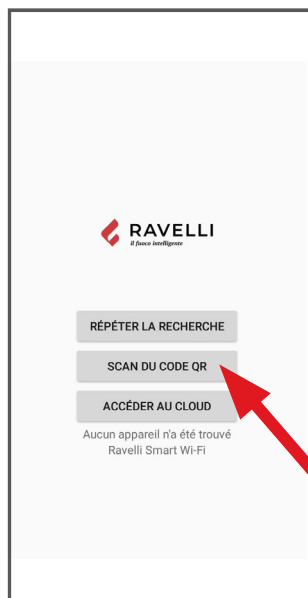 RAVELLI
il fuoco intelligente
RÉPÉTER LA RECHERCHE
SCAN DU CODE QR
ACCÉDER AU CLOUD
Aucun appareil n'a été trouvé
Ravelli Smart Wi-Fi